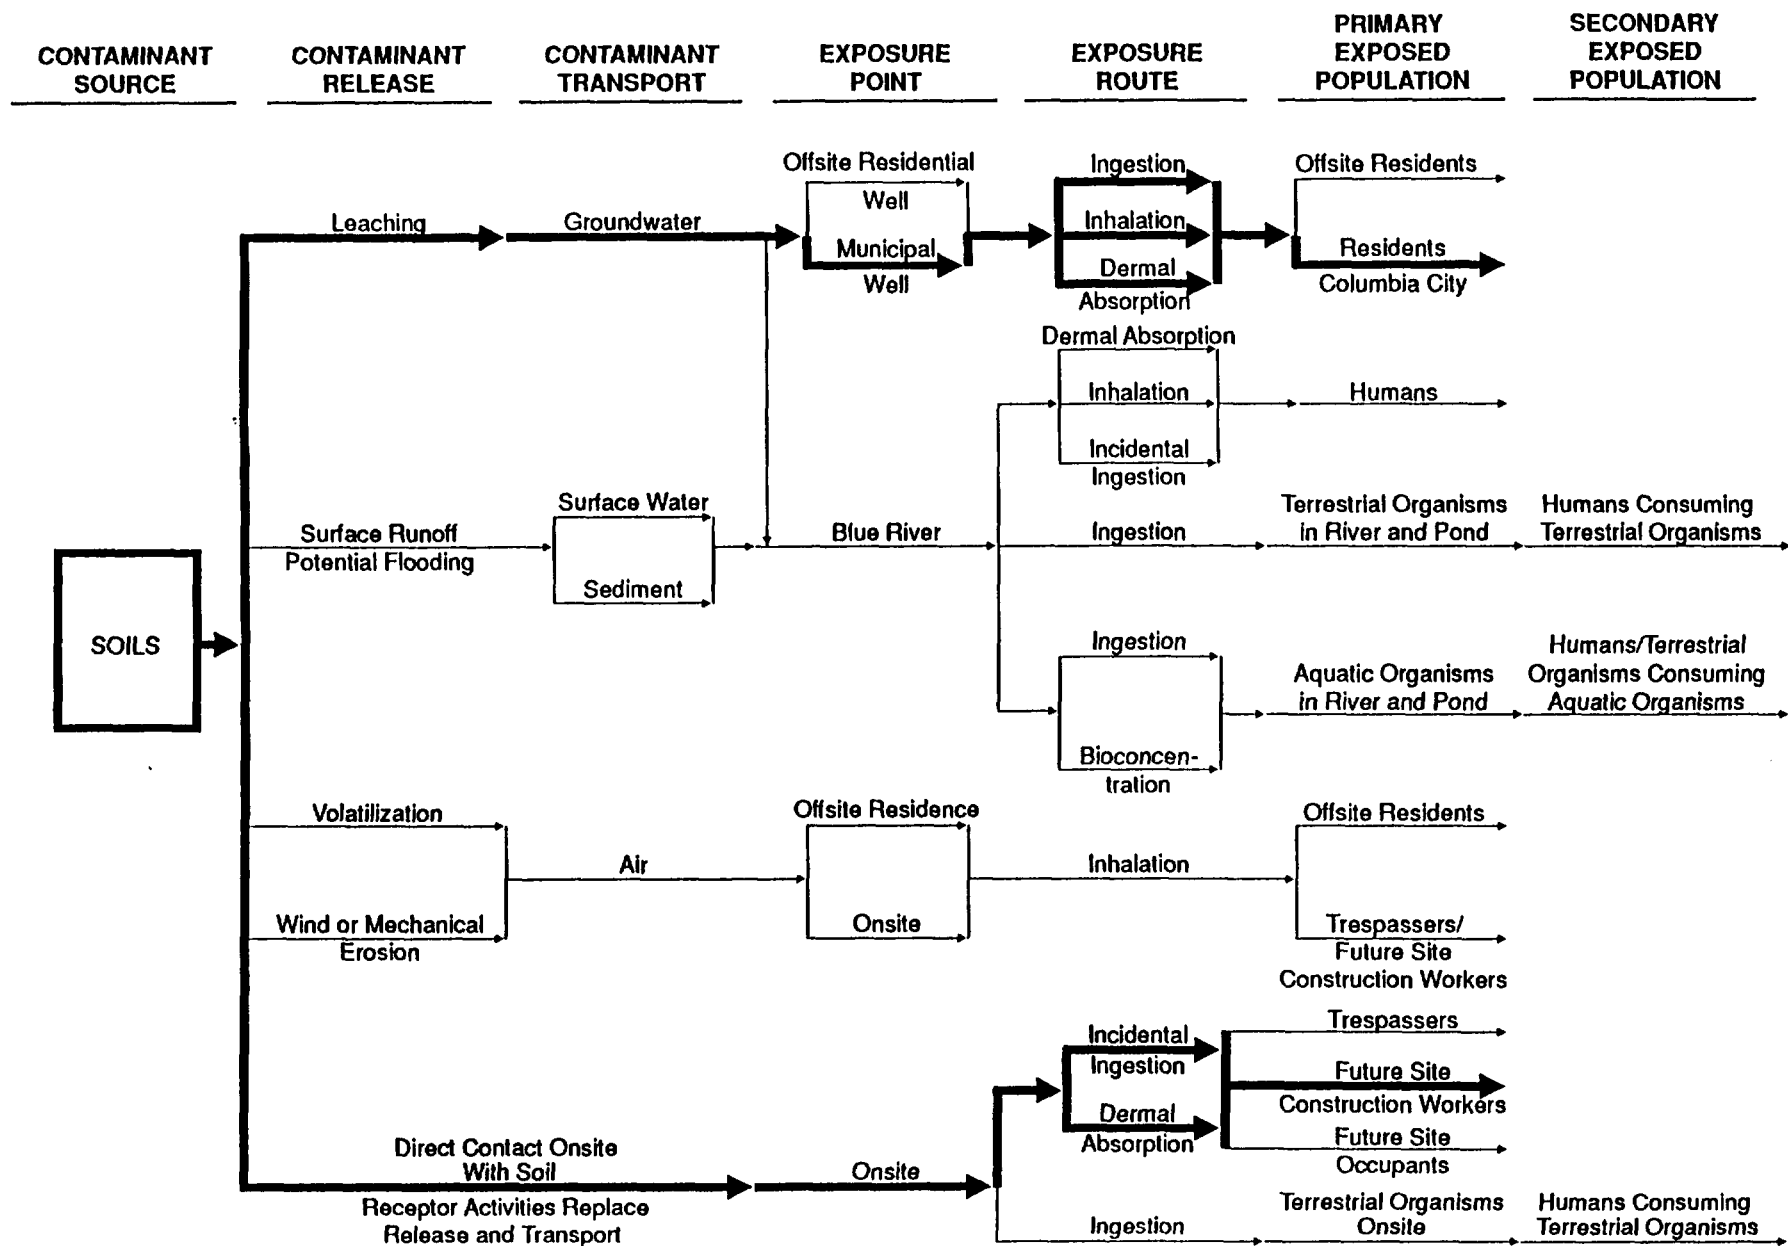 CONTAMINANT
SOURCE
CONTAMINANT
RELEASE
CONTAMINANT
TRANSPORT
EXPOSURE
POINT
EXPOSURE
ROUTE
PRIMARY
EXPOSED
POPULATION
SECONDARY
EXPOSED
POPULATION
SOILS
Leaching
Groundwater
Offsite Residential
Well
Municipal
Well
Ingestion
Inhalation
Dermal
Absorption
Offsite Residents
Residents
Columbia City
Surface Runoff
Potential Flooding
Surface Water
Sediment
Blue River
Dermal Absorption
Inhalation
Incidental
Ingestion
Humans
Ingestion
Terrestrial Organisms
in River and Pond
Humans Consuming
Terrestrial Organisms
Ingestion
Bioconcen-
tration
Aquatic Organisms
in River and Pond
Humans/Terrestrial
Organisms Consuming
Aquatic Organisms
Volatilization
Wind or Mechanical
Erosion
Air
Offsite Residence
Onsite
Inhalation
Offsite Residents
Trespassers/
Future Site
Construction Workers
Direct Contact Onsite
With Soil
Receptor Activities Replace
Release and Transport
Onsite
Incidental
Ingestion
Dermal
Absorption
Trespassers
Future Site
Construction Workers
Future Site
Occupants
Ingestion
Terrestrial Organisms
Onsite
Humans Consuming
Terrestrial Organisms